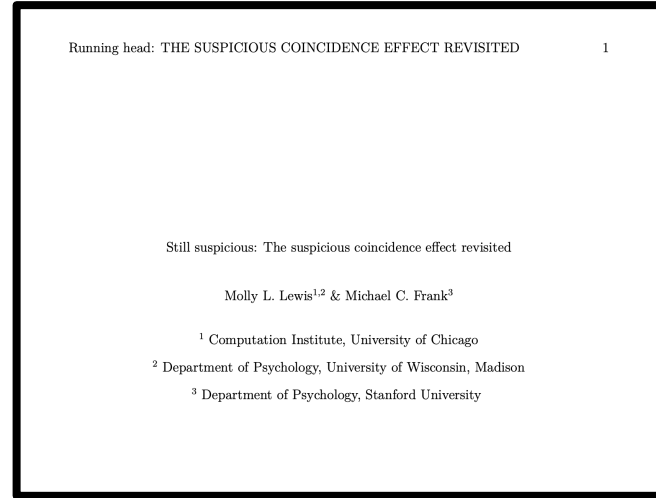 Running head: THE SUSPICIOUS COINCIDENCE EFFECT REVISITED 1
Still suspicious: The suspicious coincidence effect revisited
Molly L. Lewis1,2 & Michael C. Frank3
1 Computation Institute, University of Chicago
2 Department of Psychology, University of Wisconsin, Madison
3 Department of Psychology, Stanford University